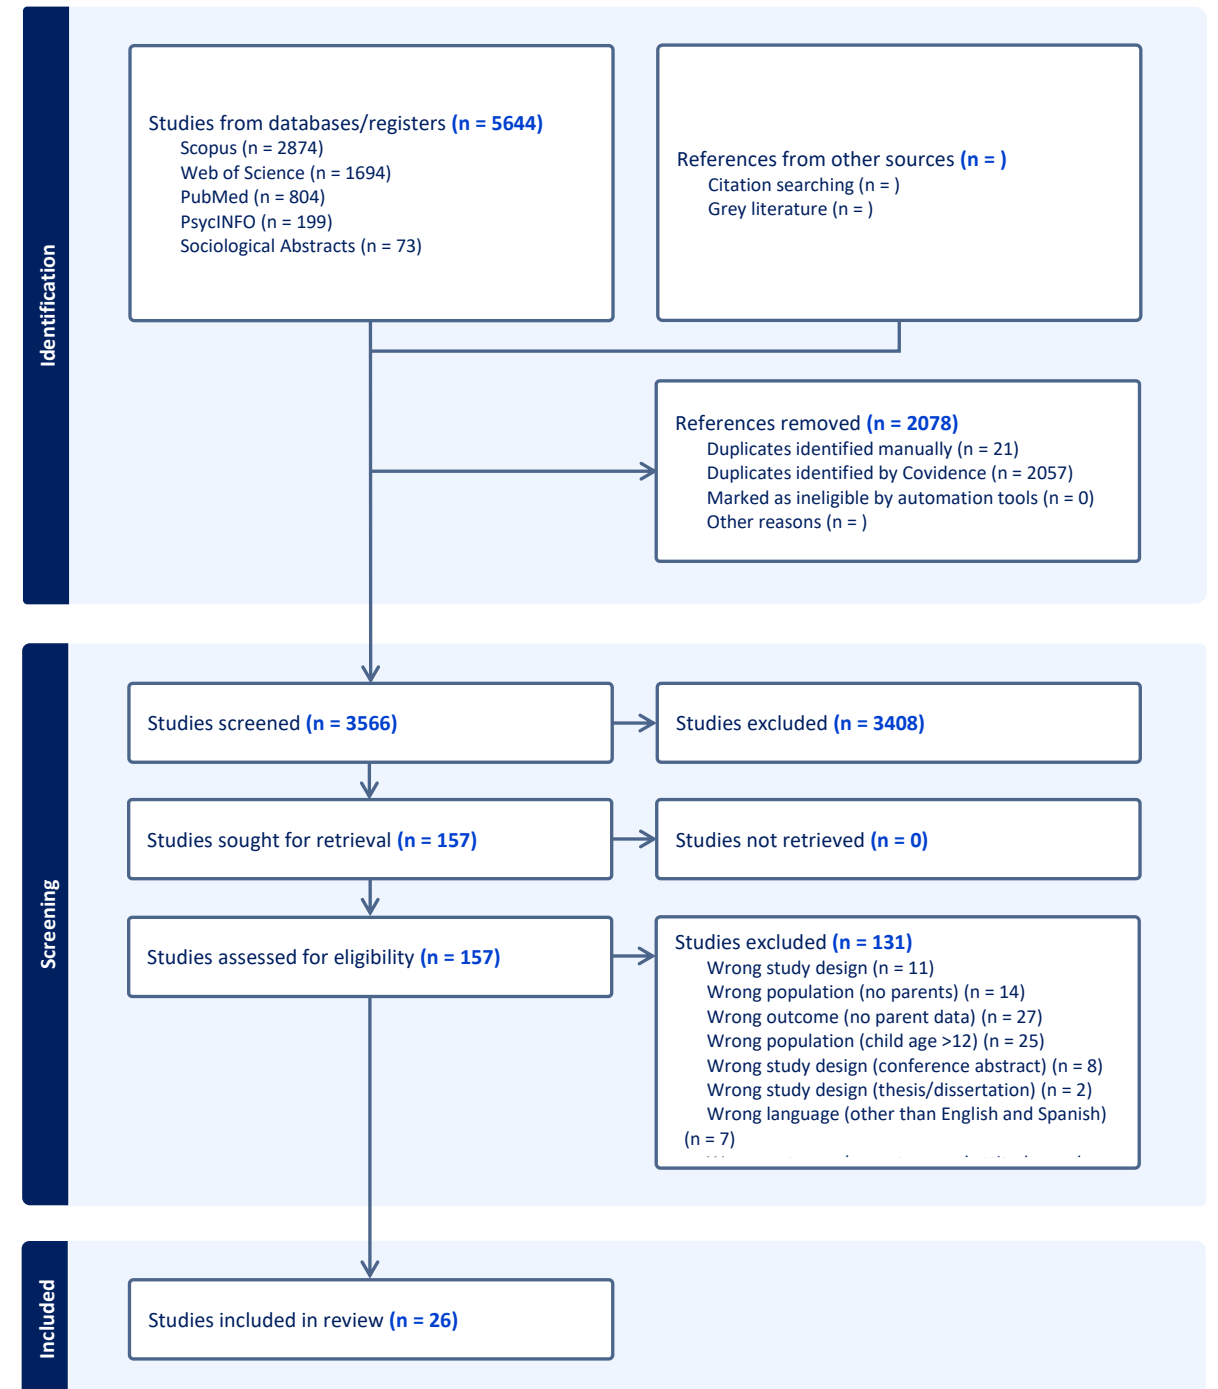 Identification
Studies from databases/registers (n = 5644)
Scopus (n = 2874)
Web of Science (n = 1694)
PubMed (n = 804)
PsycINFO (n = 199)
Sociological Abstracts (n = 73)
References from other sources (n = )
Citation searching (n = )
Grey literature (n = )
References removed (n = 2078)
Duplicates identified manually (n = 21)
Duplicates identified by Covidence (n = 2057)
Marked as ineligible by automation tools (n = 0)
Other reasons (n = )
Screening
Studies screened (n = 3566)
Studies excluded (n = 3408)
Studies sought for retrieval (n = 157)
Studies not retrieved (n = 0)
Studies assessed for eligibility (n = 157)
Studies excluded (n = 131)
Wrong study design (n = 11)
Wrong population (no parents) (n = 14)
Wrong outcome (no parent data) (n = 27)
Wrong population (child age >12) (n = 25)
Wrong study design (conference abstract) (n = 8)
Wrong study design (thesis/dissertation) (n = 2)
Wrong language (other than English and Spanish)
(n = 7)
Included
Studies included in review (n = 26)